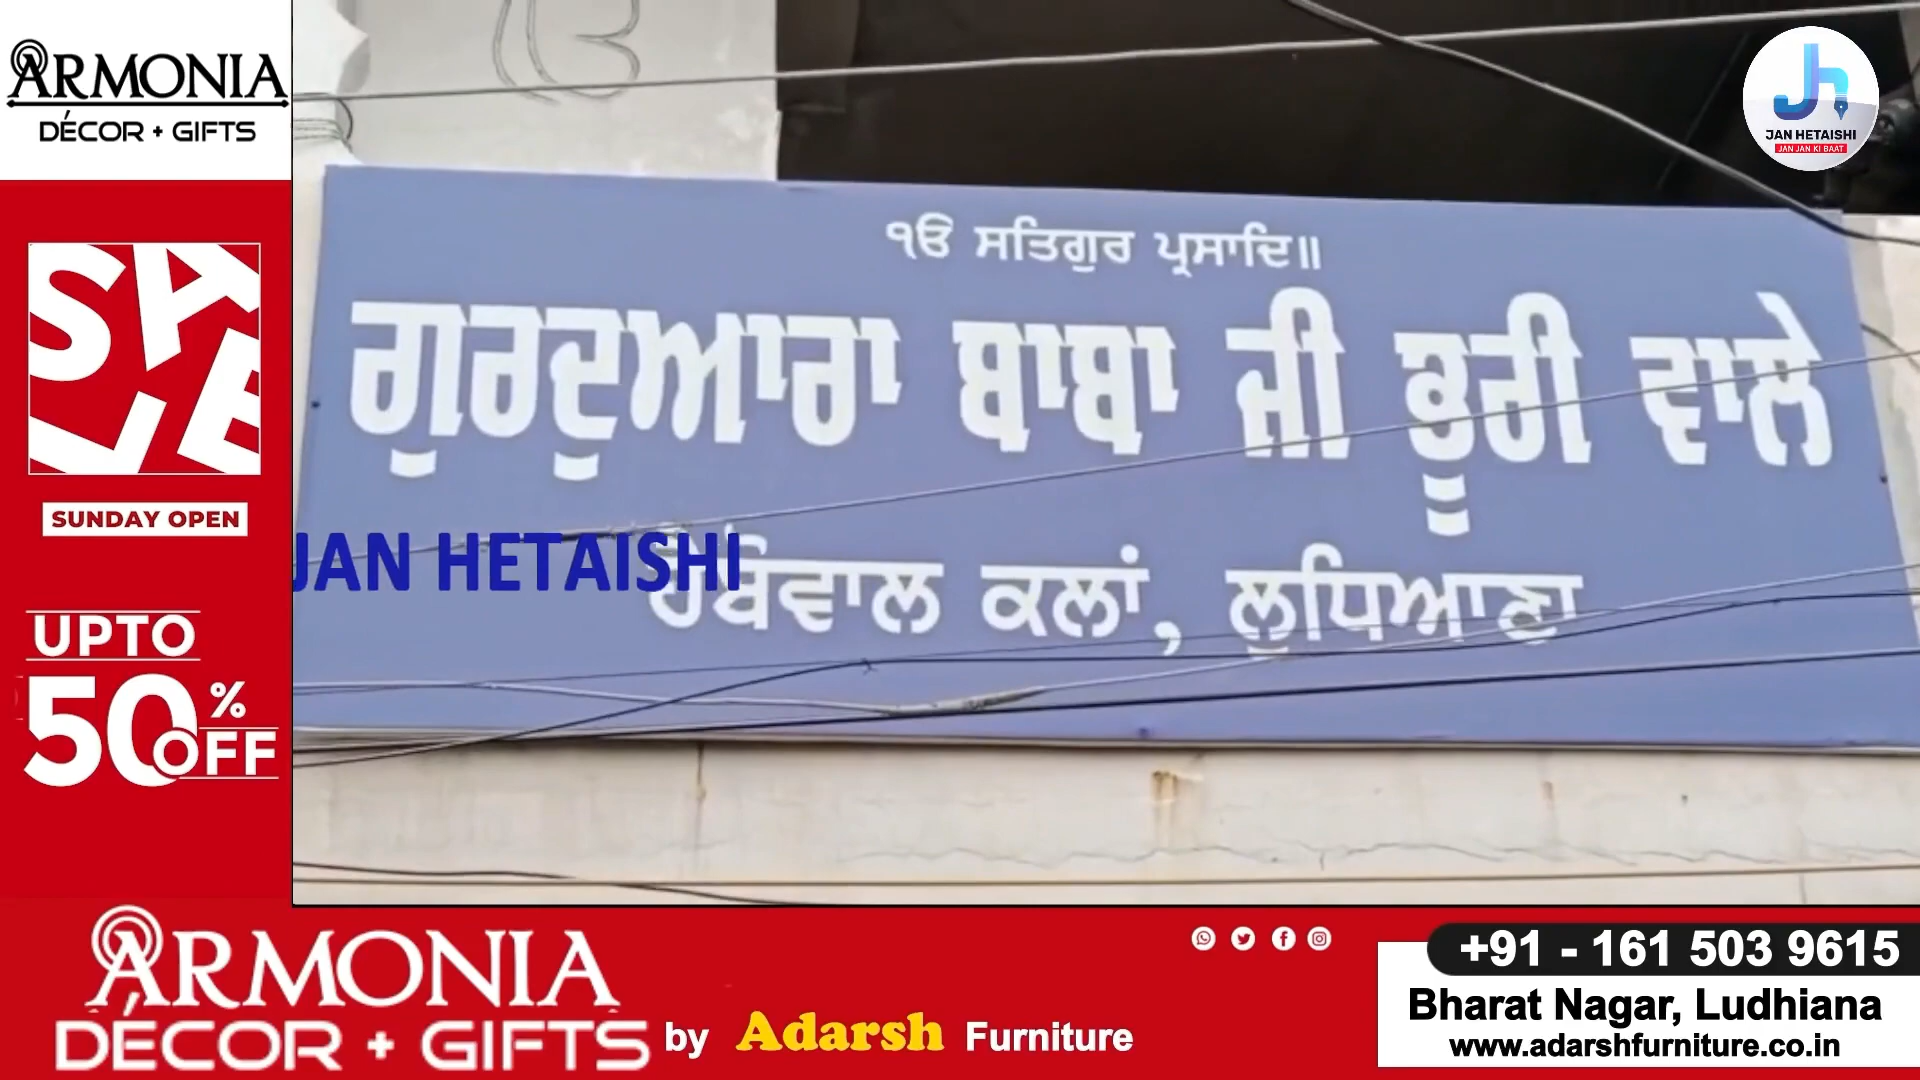 ARMONIA
DÉCOR + GIFTS
SALE
SUNDAY OPEN
UPTO
50% OFF
JAN HETAISHI
JAN JAN KI BAAT
ੴ ਸਤਿਗੁਰ ਪ੍ਰਸਾਦਿ॥
ਗੁਰਦੁਆਰਾ ਬਾਬਾ ਜੀ ਭੂਰੀ ਵਾਲੇ
JAN HETAISHI
ਹੈਬੋਵਾਲ ਕਲਾਂ, ਲੁਧਿਆਣਾ
ARMONIA
DÉCOR + GIFTS by Adarsh Furniture
+91 - 161 503 9615
Bharat Nagar, Ludhiana
www.adarshfurniture.co.in